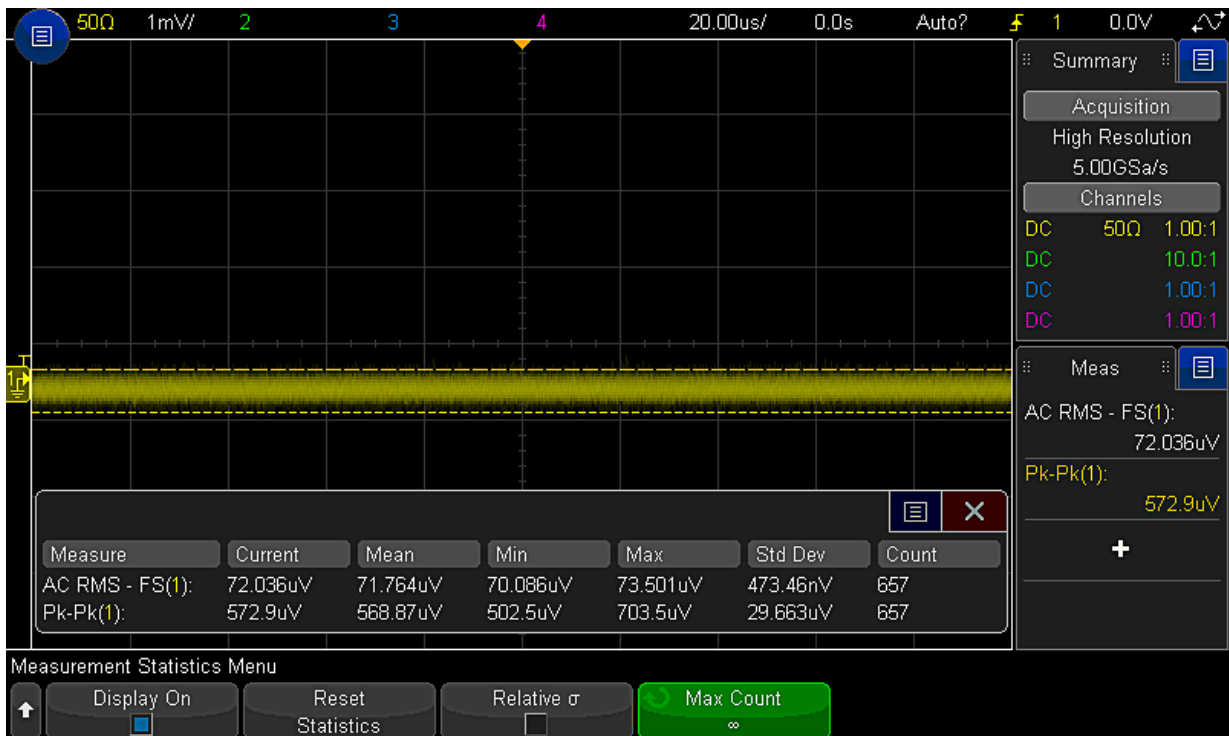 50Ω 1mV/ 2 3 4 20.00us/ 0.0s Auto? 1 0.0V
Summary
Acquisition
High Resolution
5.00GSa/s
Channels
DC 50Ω 1.00:1
DC 10.0:1
DC 1.00:1
DC 1.00:1
T
1
Meas
AC RMS - FS(1):
72.036uV
Pk-Pk(1):
572.9uV
Measure Current Mean Min Max Std Dev Count
AC RMS - FS(1): 72.036uV 71.764uV 70.086uV 73.501uV 473.46nV 657
Pk-Pk(1): 572.9uV 568.87uV 502.5uV 703.5uV 29.663uV 657
Measurement Statistics Menu
Display On
Reset
Statistics
Relative σ
Max Count
∞